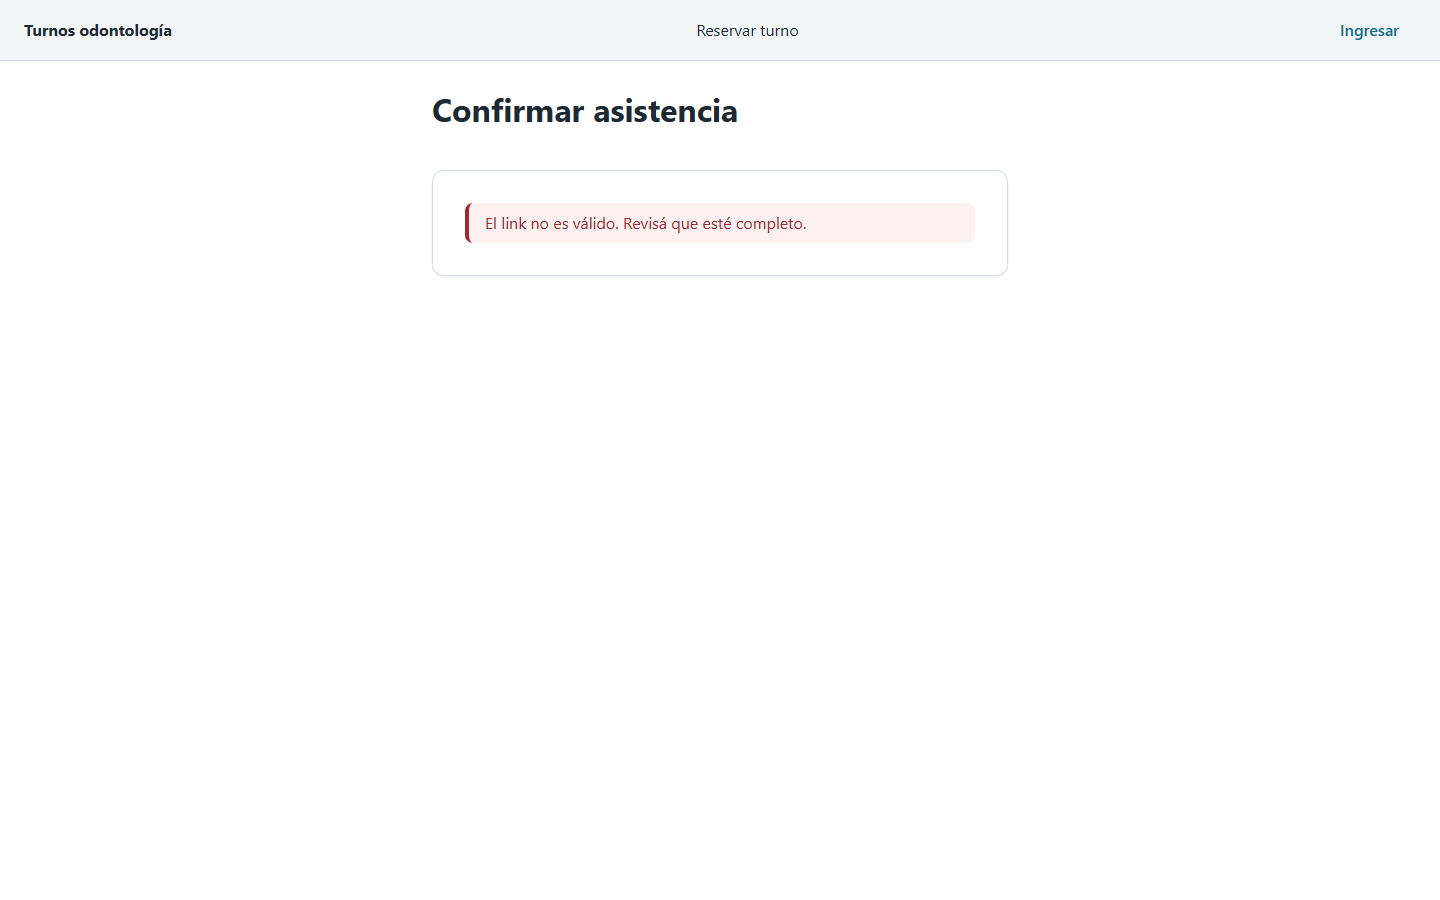 Turnos odontología
Reservar turno
Ingresar
Confirmar asistencia
El link no es válido. Revisá que esté completo.